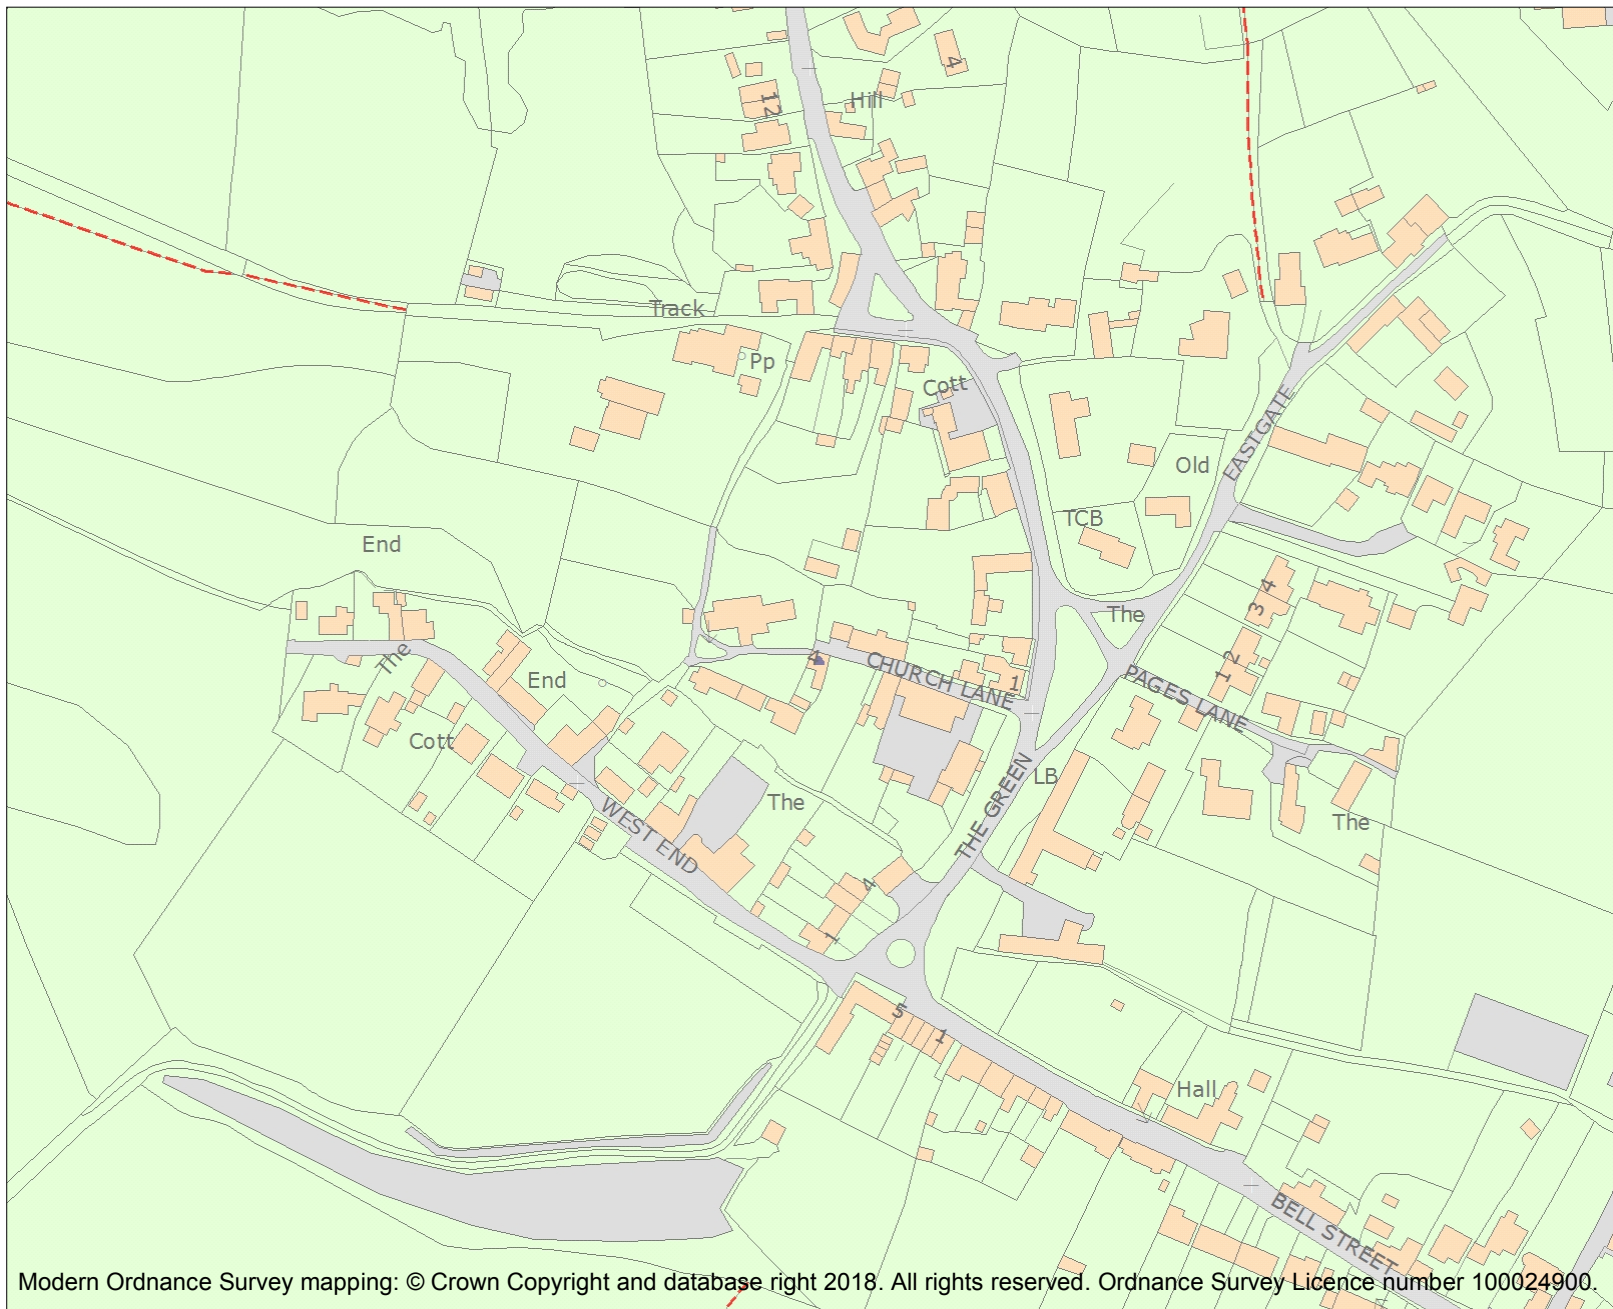 4
Hill
12
Track
Pp
Cott
EASTGATE
Old
TCB
End
3 4
The
The
4
CHURCH LANE
1
1 2
PAGES LANE
End
Cott
LB
The
The
THE GREEN
WEST END
4
1
5
1
Hall
BELL STREET
Modern Ordnance Survey mapping: © Crown Copyright and database right 2018. All rights reserved. Ordnance Survey Licence number 100024900.